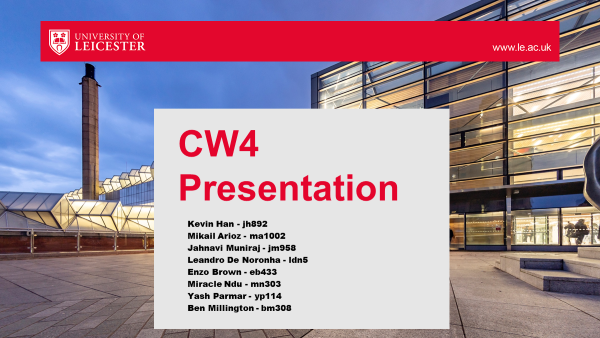 UNIVERSITY OF
LEICESTER
www.le.ac.uk
CW4
Presentation
Kevin Han - jh892
Mikail Arioz - ma1002
Jahnavi Muniraj - jm958
Leandro De Noronha - ldn5
Enzo Brown - eb433
Miracle Ndu - mn303
Yash Parmar - yp114
Ben Millington - bm308